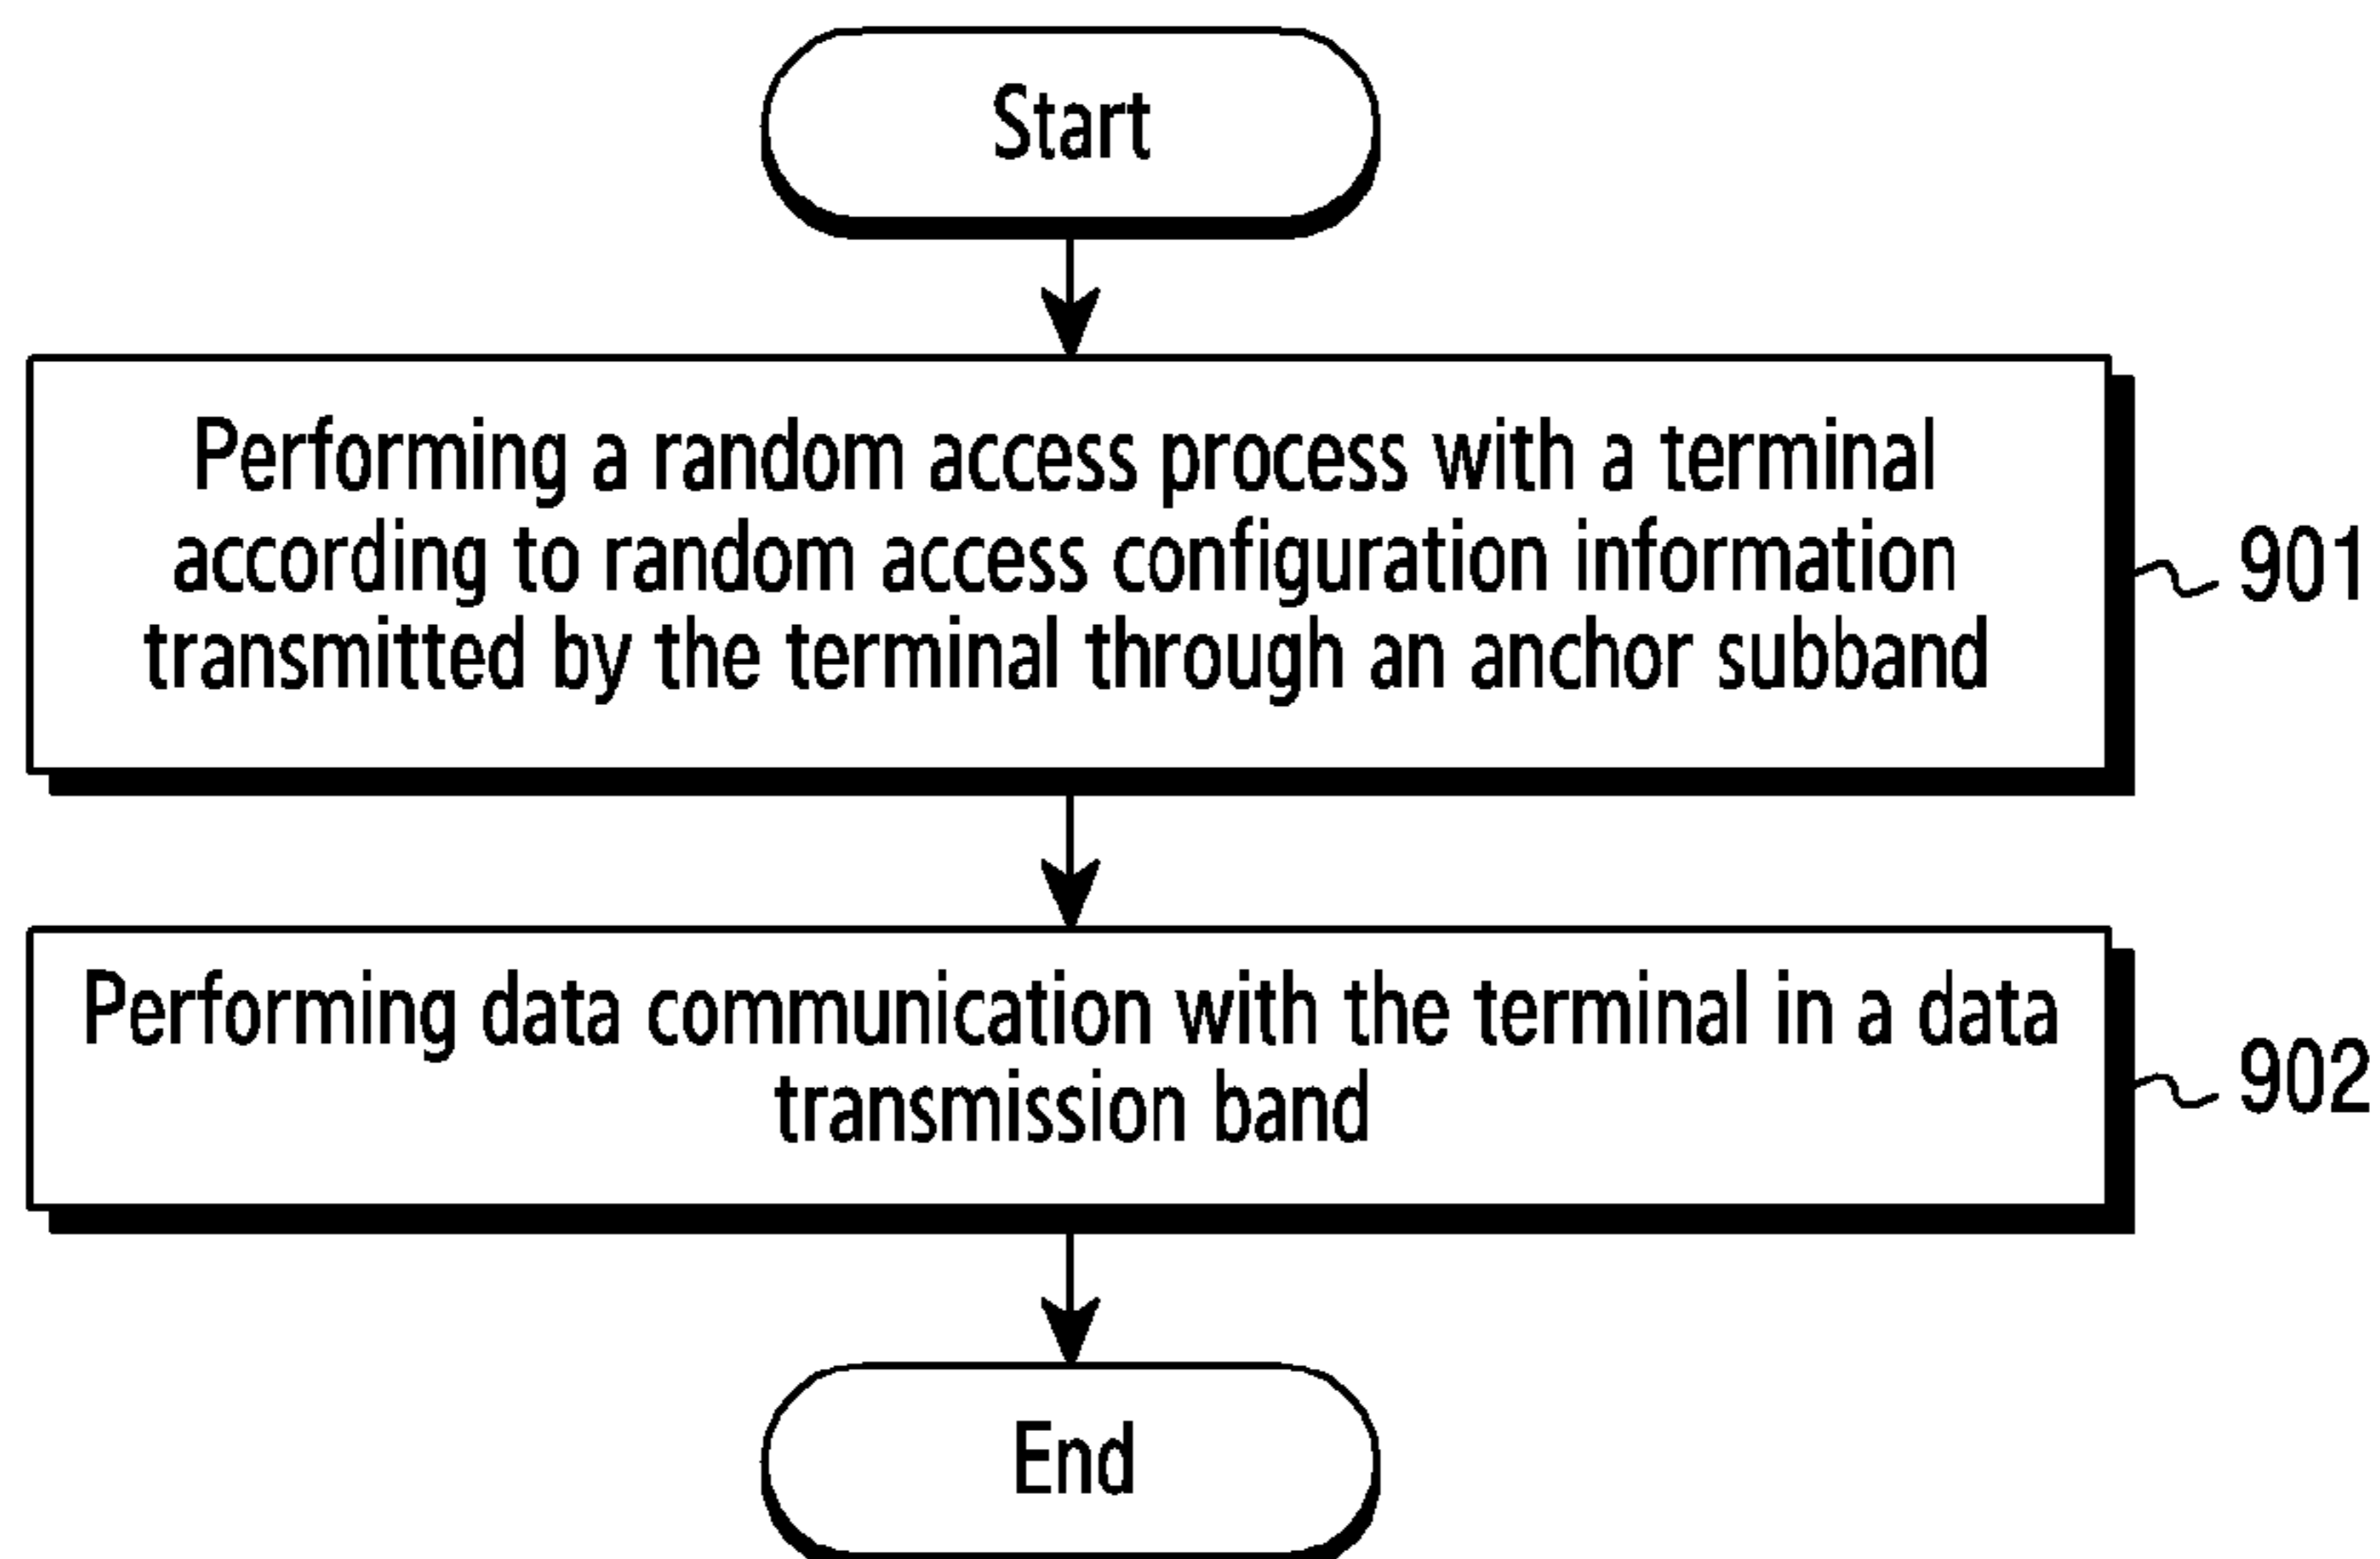 Start
Performing a random access process with a terminal
according to random access configuration information
transmitted by the terminal through an anchor subband
901
Performing data communication with the terminal in a data
transmission band
902
End